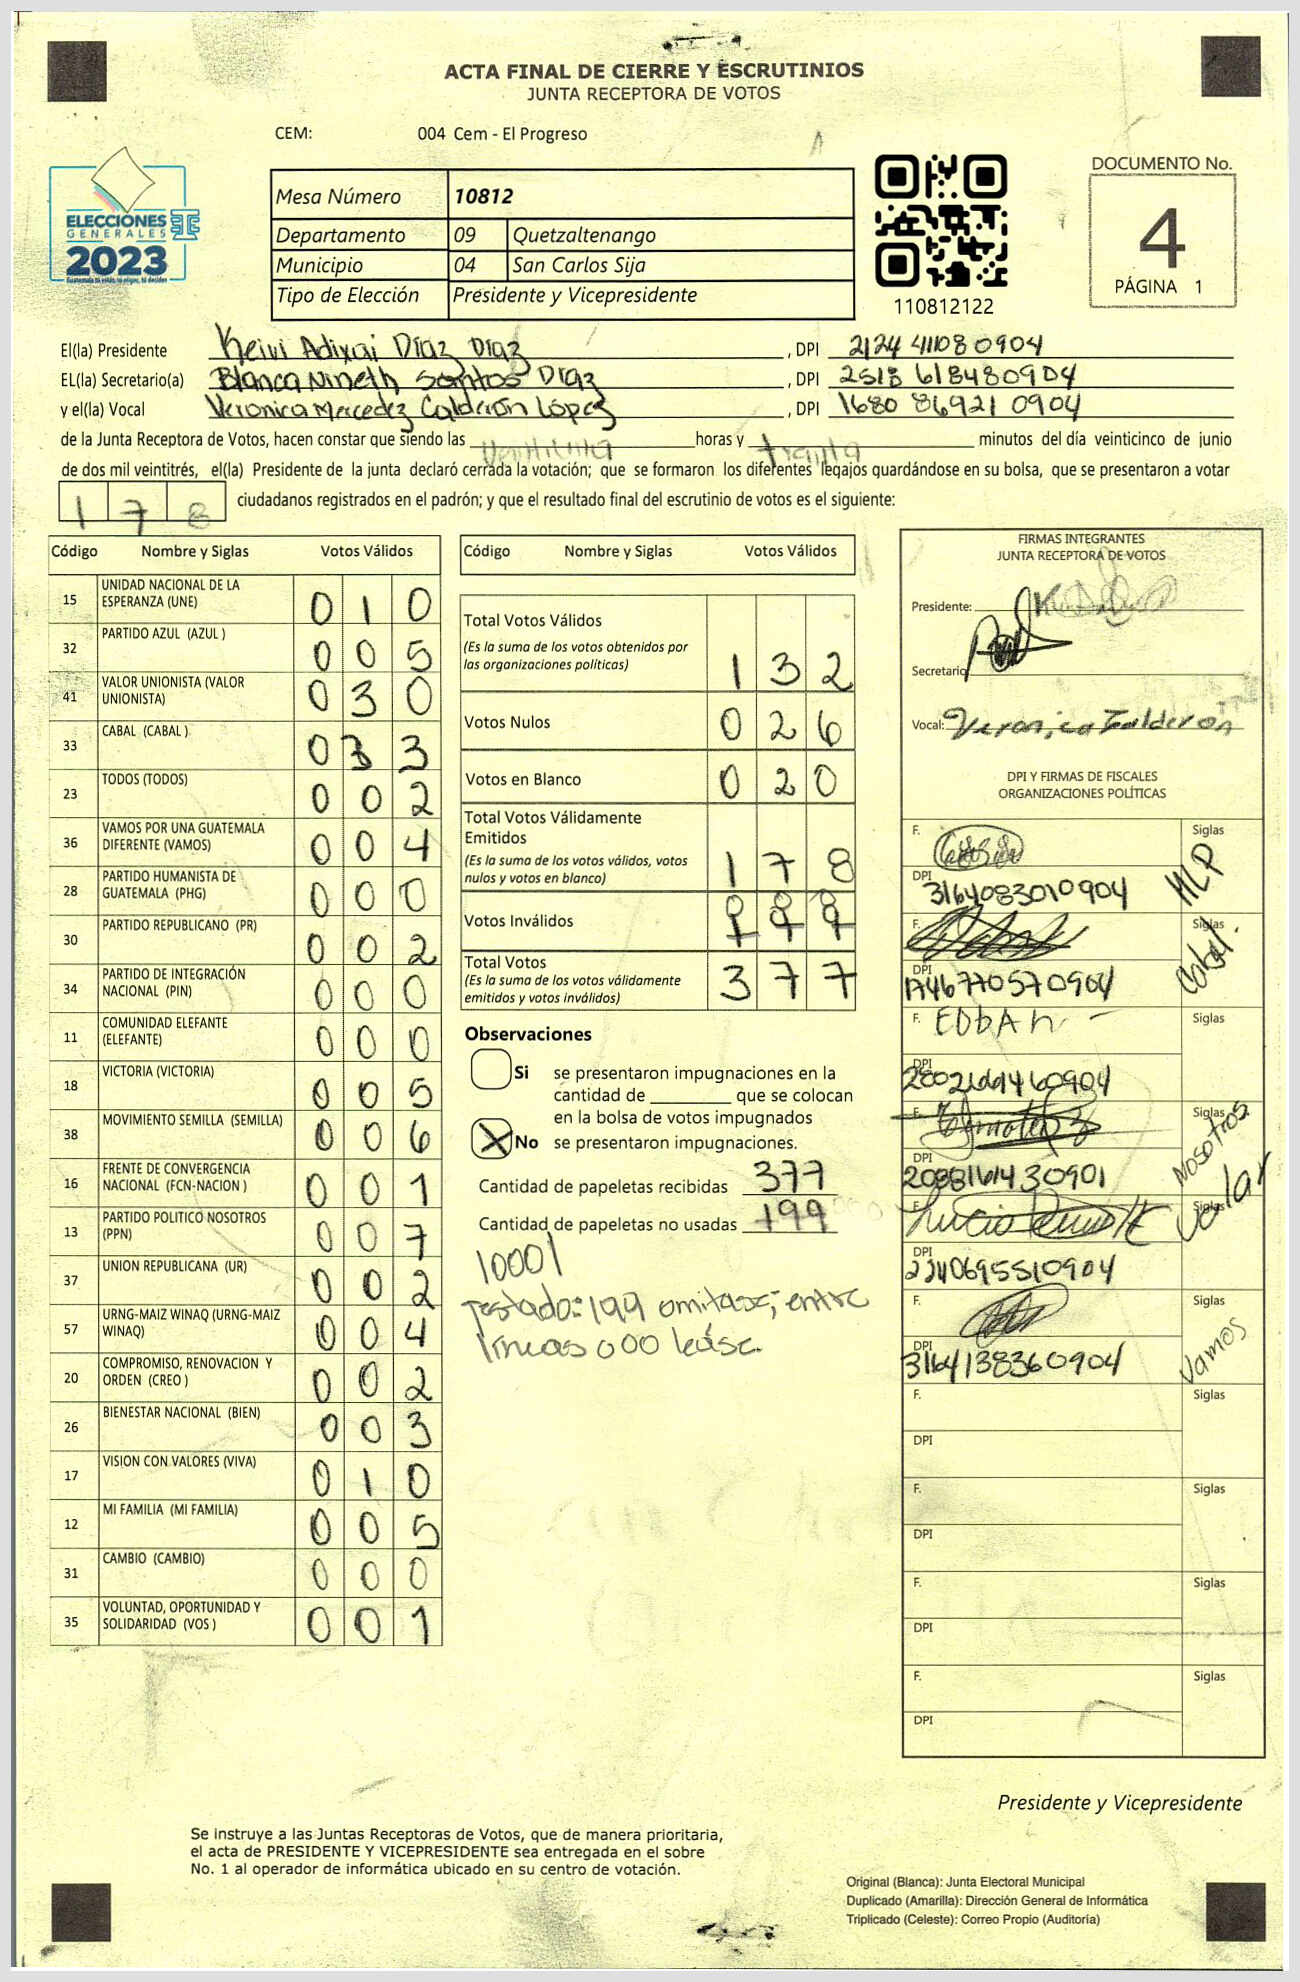 ACTA FINAL DE CIERRE Y ESCRUTINIOS
JUNTA RECEPTORA DE VOTOS
CEM: 004 Cem - El Progreso
ELECCIONES
GENERALES
2023
Guatemala tú estás, tú eliges, tú decides
Mesa Número 10812
Departamento 09 Quetzaltenango
Municipio 04 San Carlos Sija
Tipo de Elección Presidente y Vicepresidente
110812122
DOCUMENTO No.
4
PÁGINA 1
El(la) Presidente Keivi Adixai Díaz Díaz , DPI 2124 41108 0904
EL(la) Secretario(a) Blanca Nineth Santos Díaz , DPI 2518 61848 0904
y el(la) Vocal Veronica Mercedez Calderón López , DPI 1680 86921 0904
de la Junta Receptora de Votos, hacen constar que siendo las horas y treinta minutos del día veinticinco de junio
de dos mil veintitrés, el(la) Presidente de la junta declaró cerrada la votación; que se formaron los diferentes legajos quardándose en su bolsa, que se presentaron a votar
1 7 8 ciudadanos registrados en el padrón; y que el resultado final del escrutinio de votos es el siguiente:
Código Nombre y Siglas Votos Válidos
15 UNIDAD NACIONAL DE LA ESPERANZA (UNE) 0 1 0
32 PARTIDO AZUL (AZUL ) 0 0 5
41 VALOR UNIONISTA (VALOR UNIONISTA) 0 3 0
33 CABAL (CABAL ) 0 3 3
23 TODOS (TODOS) 0 0 2
36 VAMOS POR UNA GUATEMALA DIFERENTE (VAMOS) 0 0 4
28 PARTIDO HUMANISTA DE GUATEMALA (PHG) 0 0 0
30 PARTIDO REPUBLICANO (PR) 0 0 2
34 PARTIDO DE INTEGRACIÓN NACIONAL (PIN) 0 0 0
11 COMUNIDAD ELEFANTE (ELEFANTE) 0 0 0
18 VICTORIA (VICTORIA) 0 0 5
38 MOVIMIENTO SEMILLA (SEMILLA) 0 0 6
16 FRENTE DE CONVERGENCIA NACIONAL (FCN-NACION ) 0 0 1
13 PARTIDO POLITICO NOSOTROS (PPN) 0 0 7
37 UNION REPUBLICANA (UR) 0 0 2
57 URNG-MAIZ WINAQ (URNG-MAIZ WINAQ) 0 0 4
20 COMPROMISO, RENOVACION Y ORDEN (CREO ) 0 0 2
26 BIENESTAR NACIONAL (BIEN) 0 0 3
17 VISION CON VALORES (VIVA) 0 1 0
12 MI FAMILIA (MI FAMILIA) 0 0 5
31 CAMBIO (CAMBIO) 0 0 0
35 VOLUNTAD, OPORTUNIDAD Y SOLIDARIDAD (VOS ) 0 0 1
Código Nombre y Siglas Votos Válidos
Total Votos Válidos 1 3 2
(Es la suma de los votos obtenidos por
las organizaciones políticas)
Votos Nulos 0 2 6
Votos en Blanco 0 2 0
Total Votos Válidamente
Emitidos 1 7 8
(Es la suma de los votos válidos, votos
nulos y votos en blanco)
Votos Inválidos 0 0 0 1 9 9
Total Votos 3 7 7
(Es la suma de los votos válidamente
emitidos y votos inválidos)
Observaciones
Si se presentaron impugnaciones en la
cantidad de ________ que se colocan
en la bolsa de votos impugnados
X No se presentaron impugnaciones.
Cantidad de papeletas recibidas 377
Cantidad de papeletas no usadas 199
10001
Testado: 199 omitase; entre
lineas 000 leáse.
FIRMAS INTEGRANTES
JUNTA RECEPTORA DE VOTOS
Presidente:
Secretario
Vocal: Veronica Calderon
DPI Y FIRMAS DE FISCALES
ORGANIZACIONES POLÍTICAS
F. Siglas MLP
DPI 3164083010904
F. Siglas Cabal.
DPI 1746770570904
F. Siglas
DPI
F. Siglas Nosotros
DPI 2088161430901
F. Siglas Valor
DPI 2240695510904
F. Siglas Vamos
DPI 3164138360904
F. Siglas
DPI
F. Siglas
DPI
F. Siglas
DPI
F. Siglas
DPI
Presidente y Vicepresidente
Se instruye a las Juntas Receptoras de Votos, que de manera prioritaria,
el acta de PRESIDENTE Y VICEPRESIDENTE sea entregada en el sobre
No. 1 al operador de informática ubicado en su centro de votación.
Original (Blanca): Junta Electoral Municipal
Duplicado (Amarilla): Dirección General de Informática
Triplicado (Celeste): Correo Propio (Auditoría)